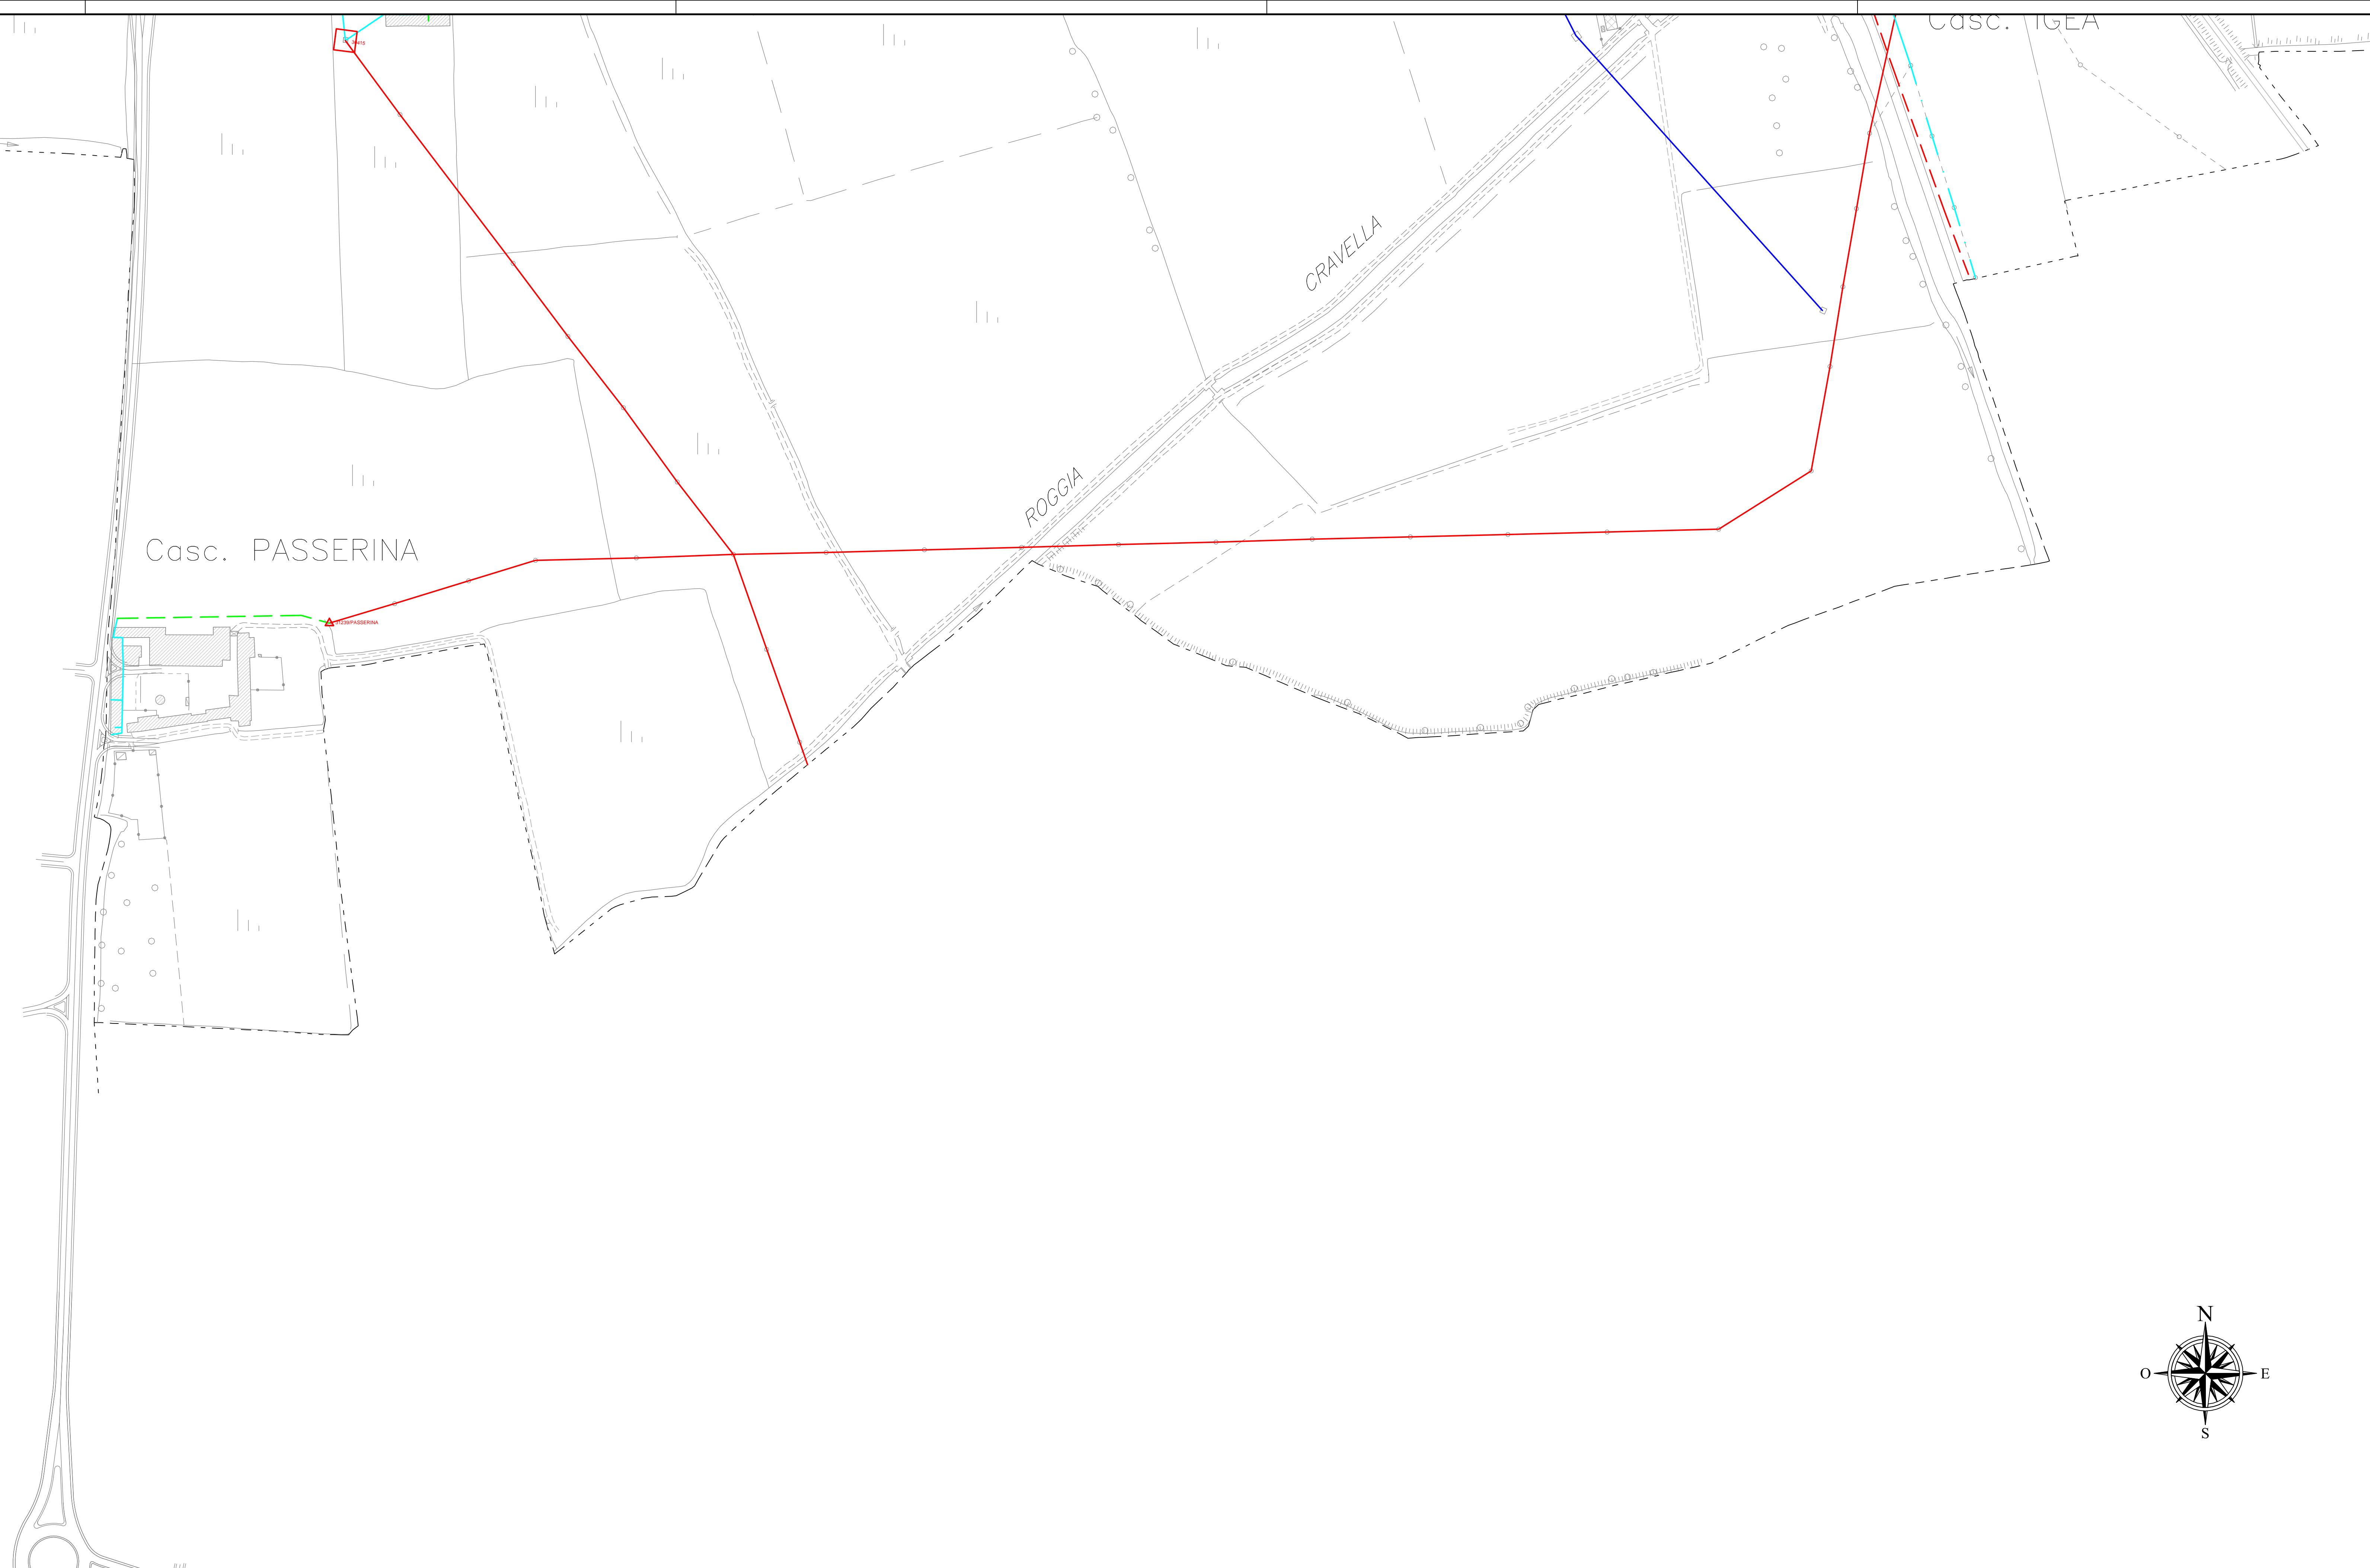 Casc. IGEA
CRAVELLA
ROGGIA
Casc. PASSERINA
N
O
E
S